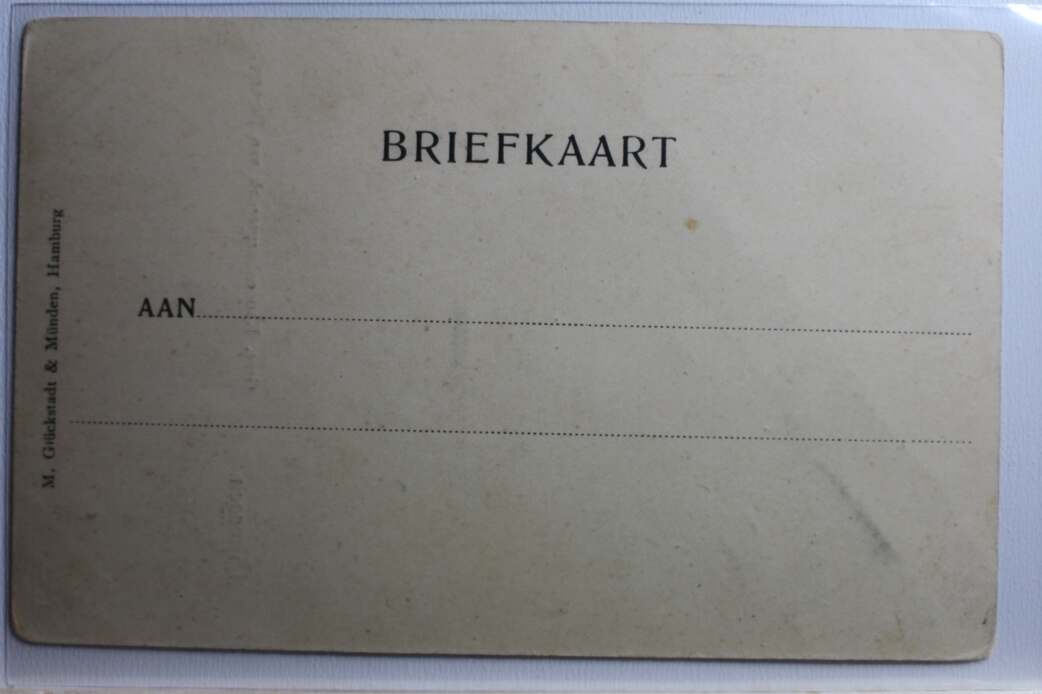 BRIEFKAART
AAN
M. Glückstadt & Münden, Hamburg